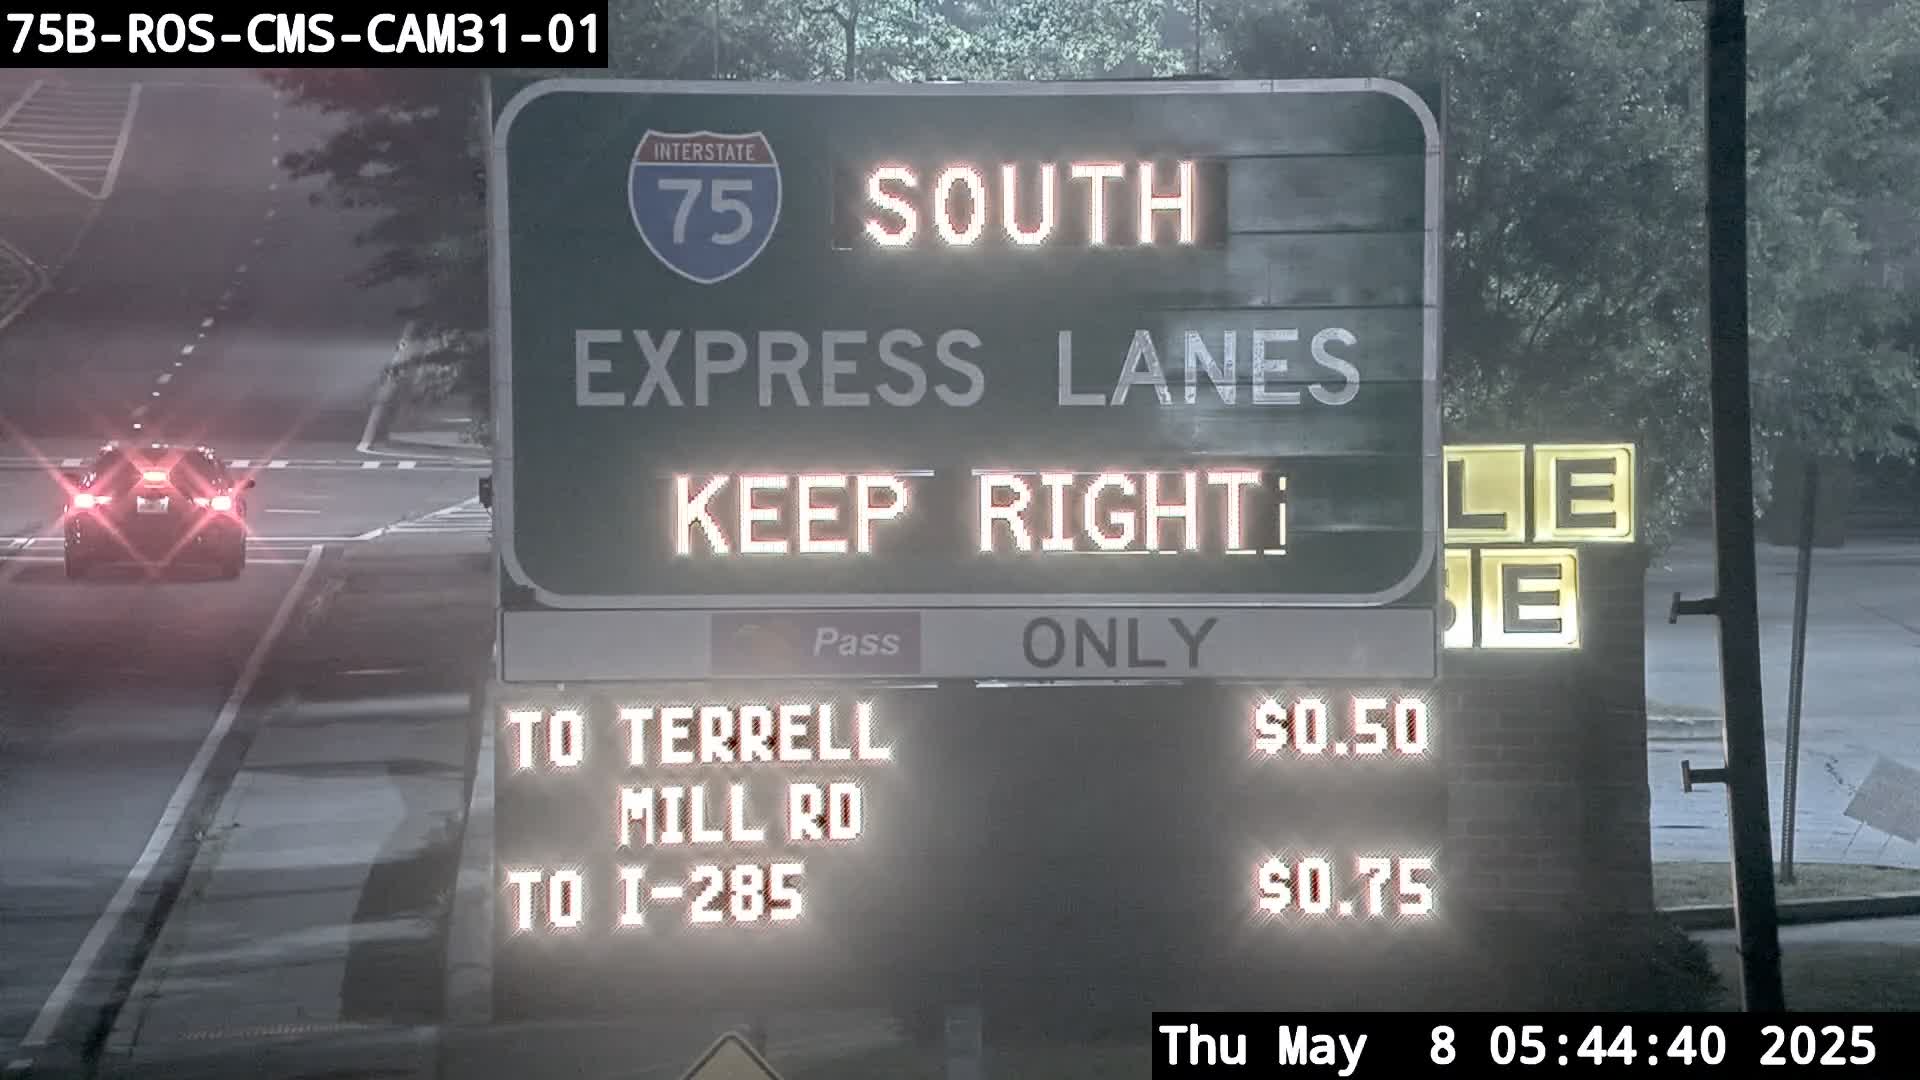 75B-ROS-CMS-CAM31-01
INTERSTATE
75
SOUTH
EXPRESS LANES
KEEP RIGHT
Pass ONLY
TO TERRELL $0.50
MILL RD
TO I-285 $0.75
LE
E
Thu May 8 05:44:40 2025